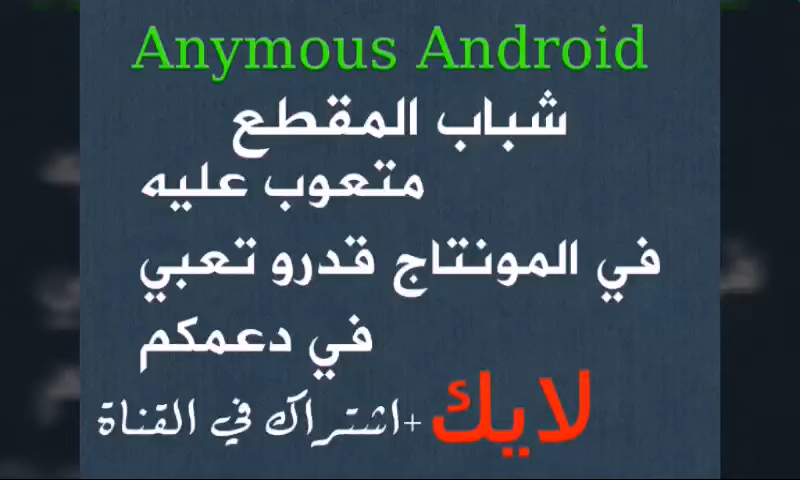 Anymous Android
شباب المقطع
متعوب عليه
في المونتاج قدرو تعبي
في دعمكم
لايك+اشتراك في القناة